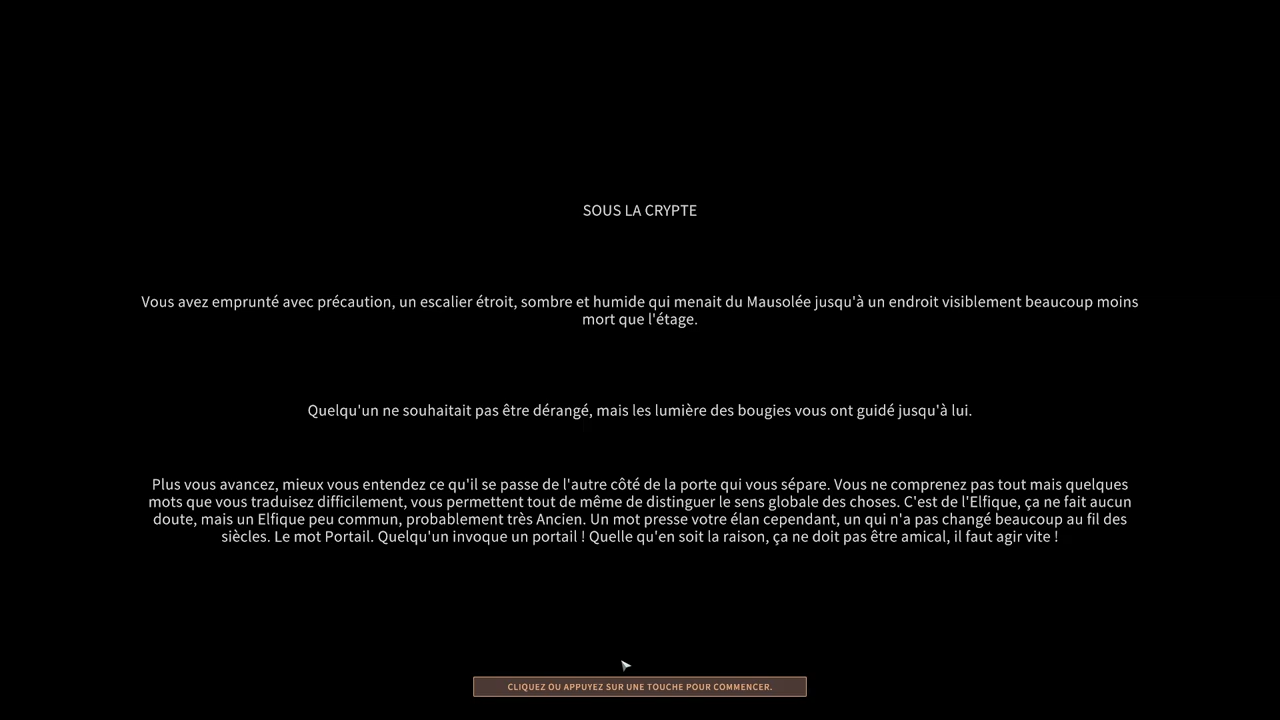 SOUS LA CRYPTE
Vous avez emprunté avec précaution, un escalier étroit, sombre et humide qui menait du Mausolée jusqu'à un endroit visiblement beaucoup moins
mort que l'étage.
Quelqu'un ne souhaitait pas être dérangé, mais les lumière des bougies vous ont guidé jusqu'à lui.
Plus vous avancez, mieux vous entendez ce qu'il se passe de l'autre côté de la porte qui vous sépare. Vous ne comprenez pas tout mais quelques
mots que vous traduisez difficilement, vous permettent tout de même de distinguer le sens globale des choses. C'est de l'Elfique, ça ne fait aucun
doute, mais un Elfique peu commun, probablement très Ancien. Un mot presse votre élan cependant, un qui n'a pas changé beaucoup au fil des
siècles. Le mot Portail. Quelqu'un invoque un portail ! Quelle qu'en soit la raison, ça ne doit pas être amical, il faut agir vite !
CLIQUEZ OU APPUYEZ SUR UNE TOUCHE POUR COMMENCER.